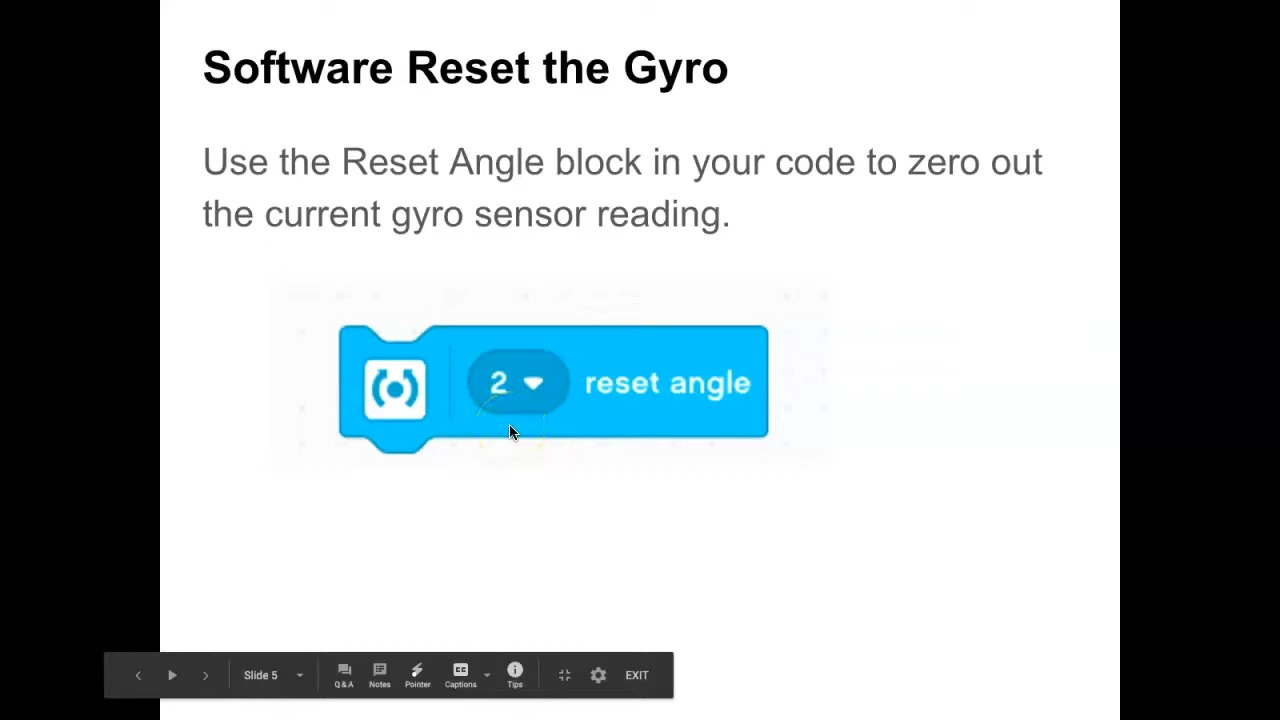 Software Reset the Gyro
Use the Reset Angle block in your code to zero out
the current gyro sensor reading.
2 reset angle
Slide 5
Q&A
Notes
Pointer
CC
Captions
Tips
EXIT